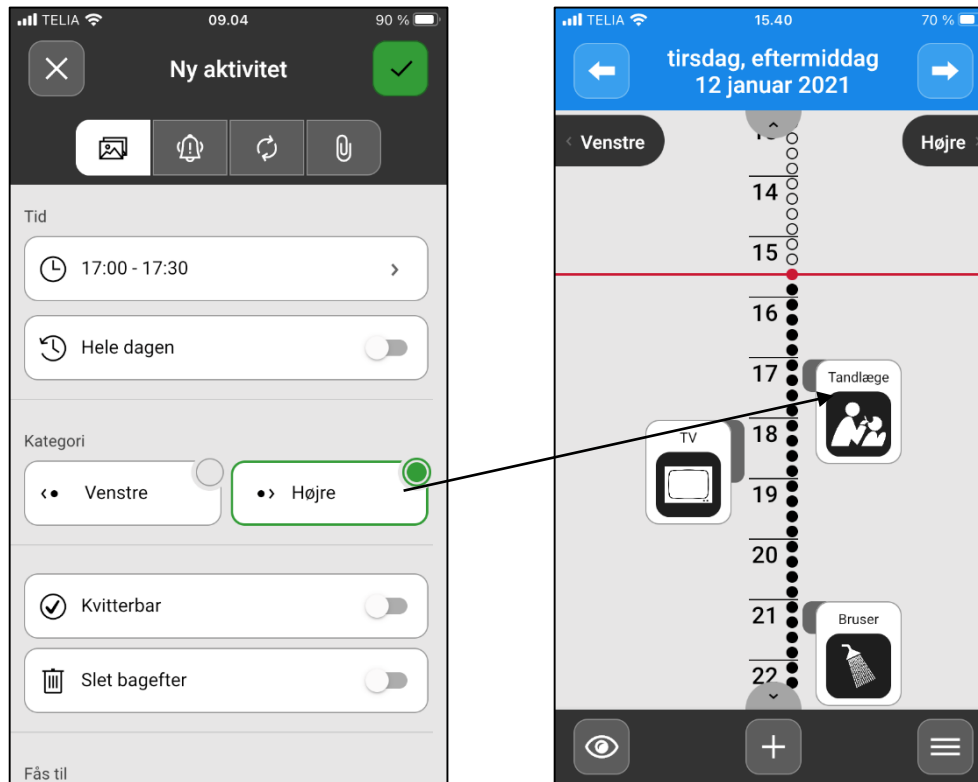 TELIA 09.04 90 %
Ny aktivitet
Tid
17:00 - 17:30
Hele dagen
Kategori
Venstre
Højre
Kvitterbar
Slet bagefter
Fås til
TELIA 15.40 70 %
tirsdag, eftermiddag
12 januar 2021
Venstre
Højre
14
15
16
17
Tandlæge
TV
18
19
20
21
Bruser
22